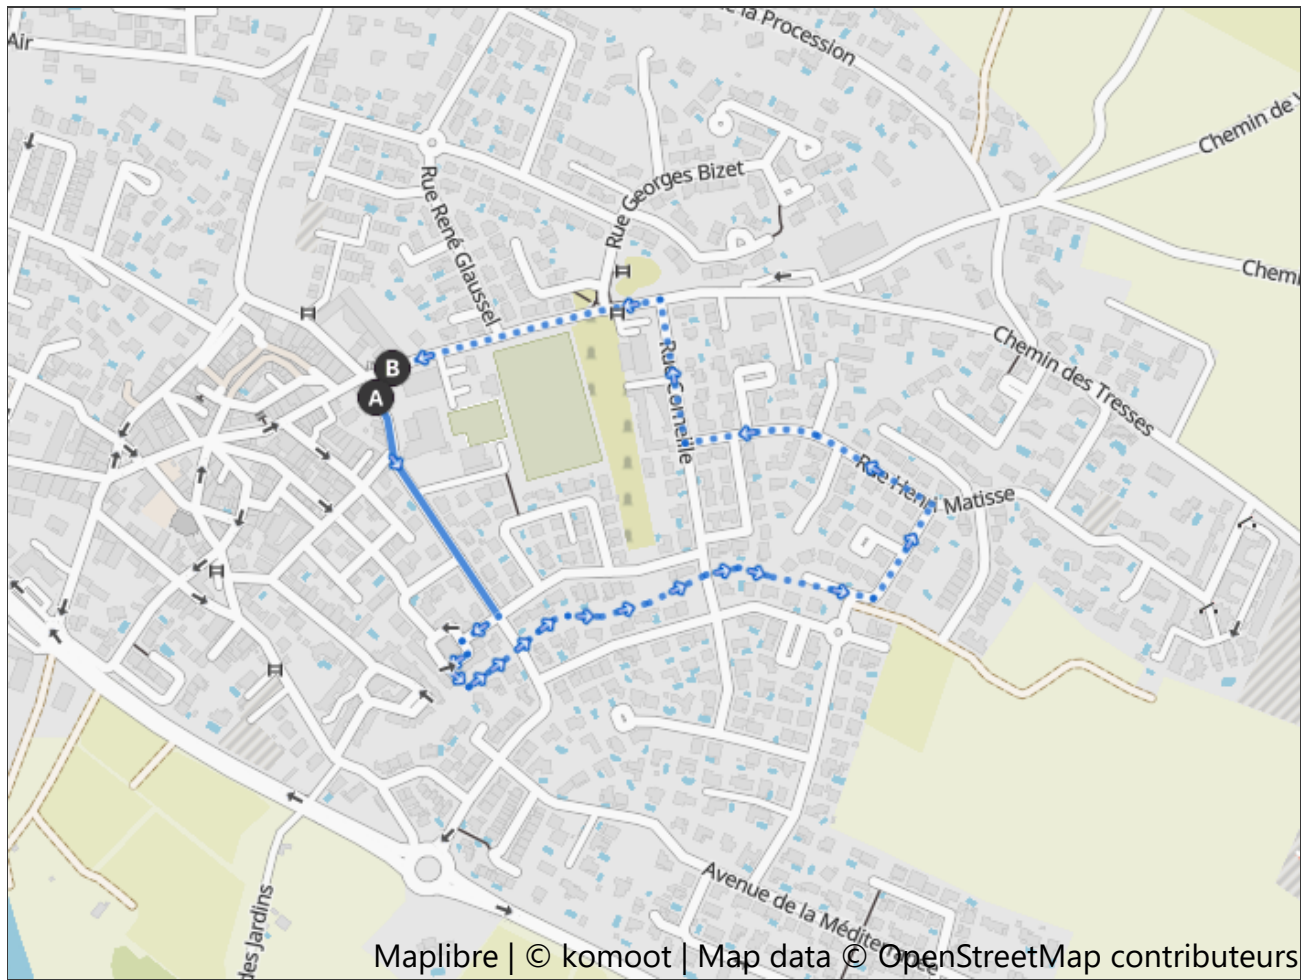 e la Procession
Air
Chemin de V
Rue René Glaussel
Rue Georges Bizet
Chemi
Chemin des Tresses
B
A
Rue Corneille
Rue Henri Matisse
Avenue de la Méditerranée
des Jardins
Maplibre | © komoot | Map data © OpenStreetMap contributeurs